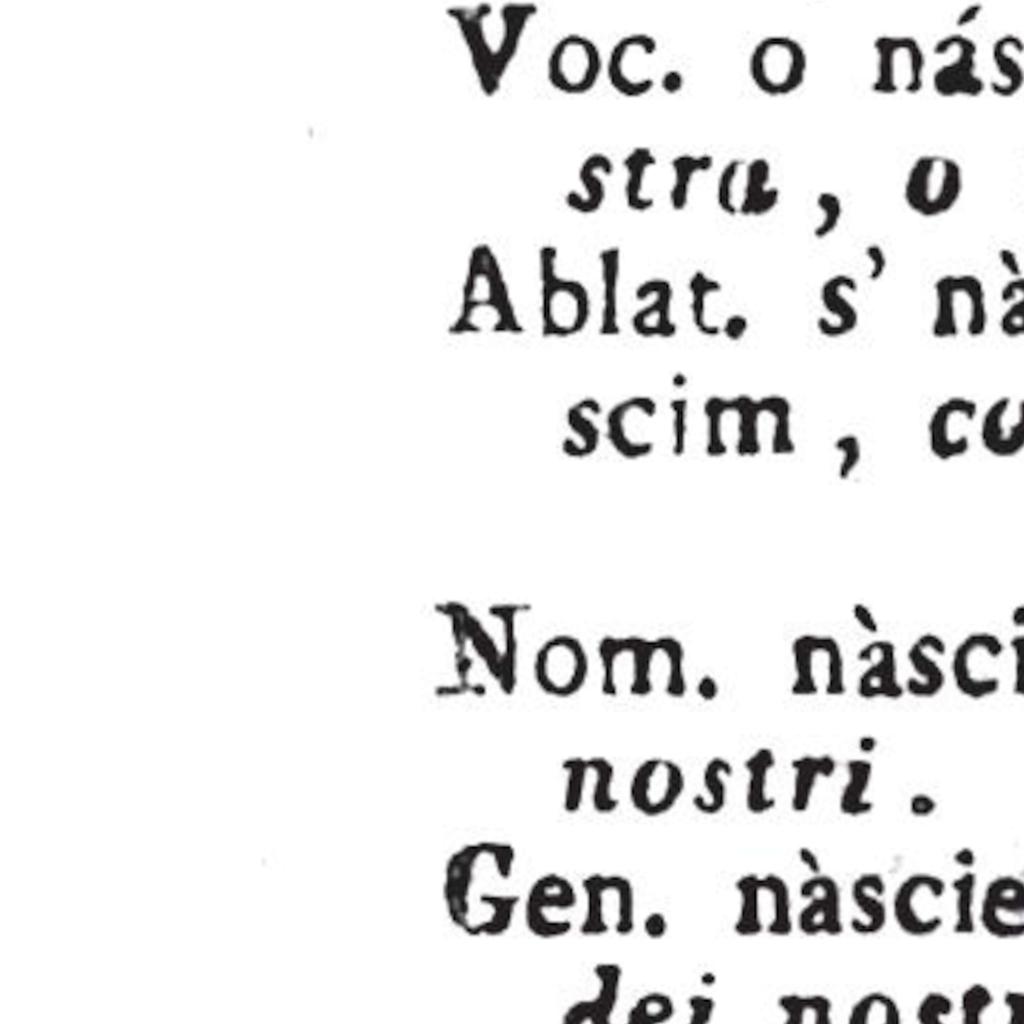 Voc. o nás
stra, o
Ablat. s' nà
scim, co
Nom. nàsci
nostri.
Gen. nàscie
dei nostr